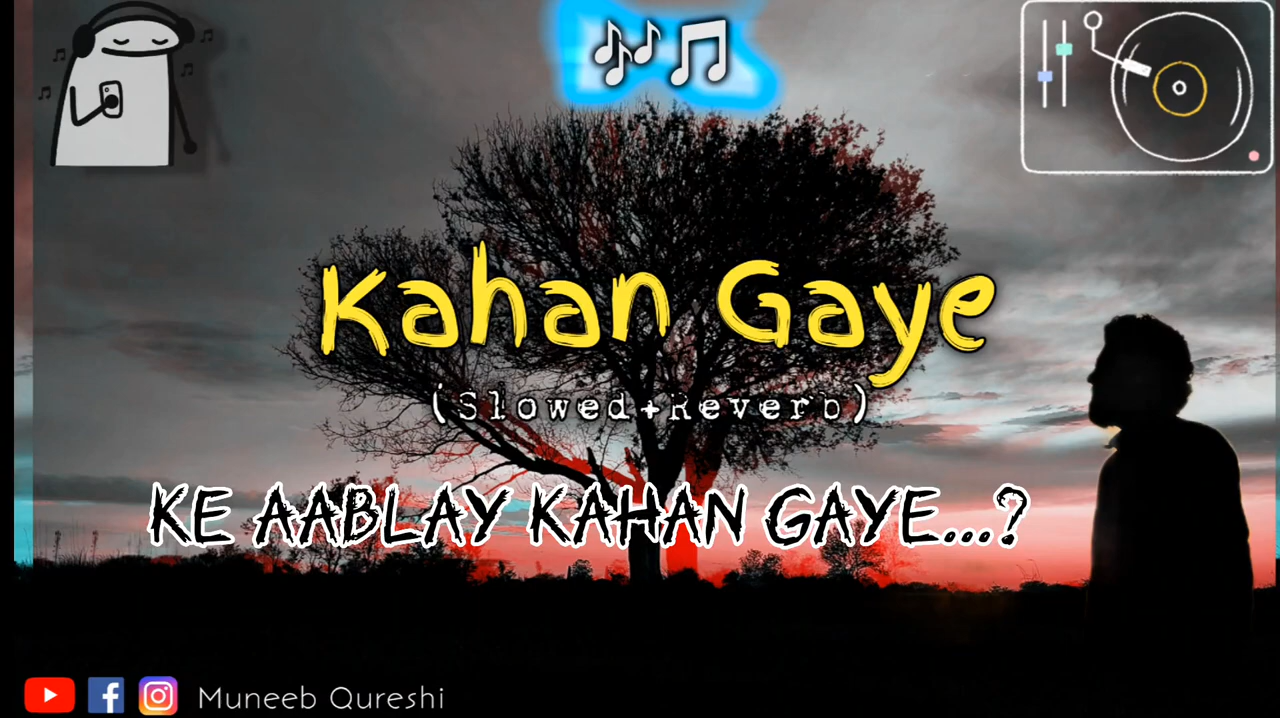 Kahan Gaye
(Slowed+Reverb)
KE AABLAY KAHAN GAYE...?
Muneeb Qureshi